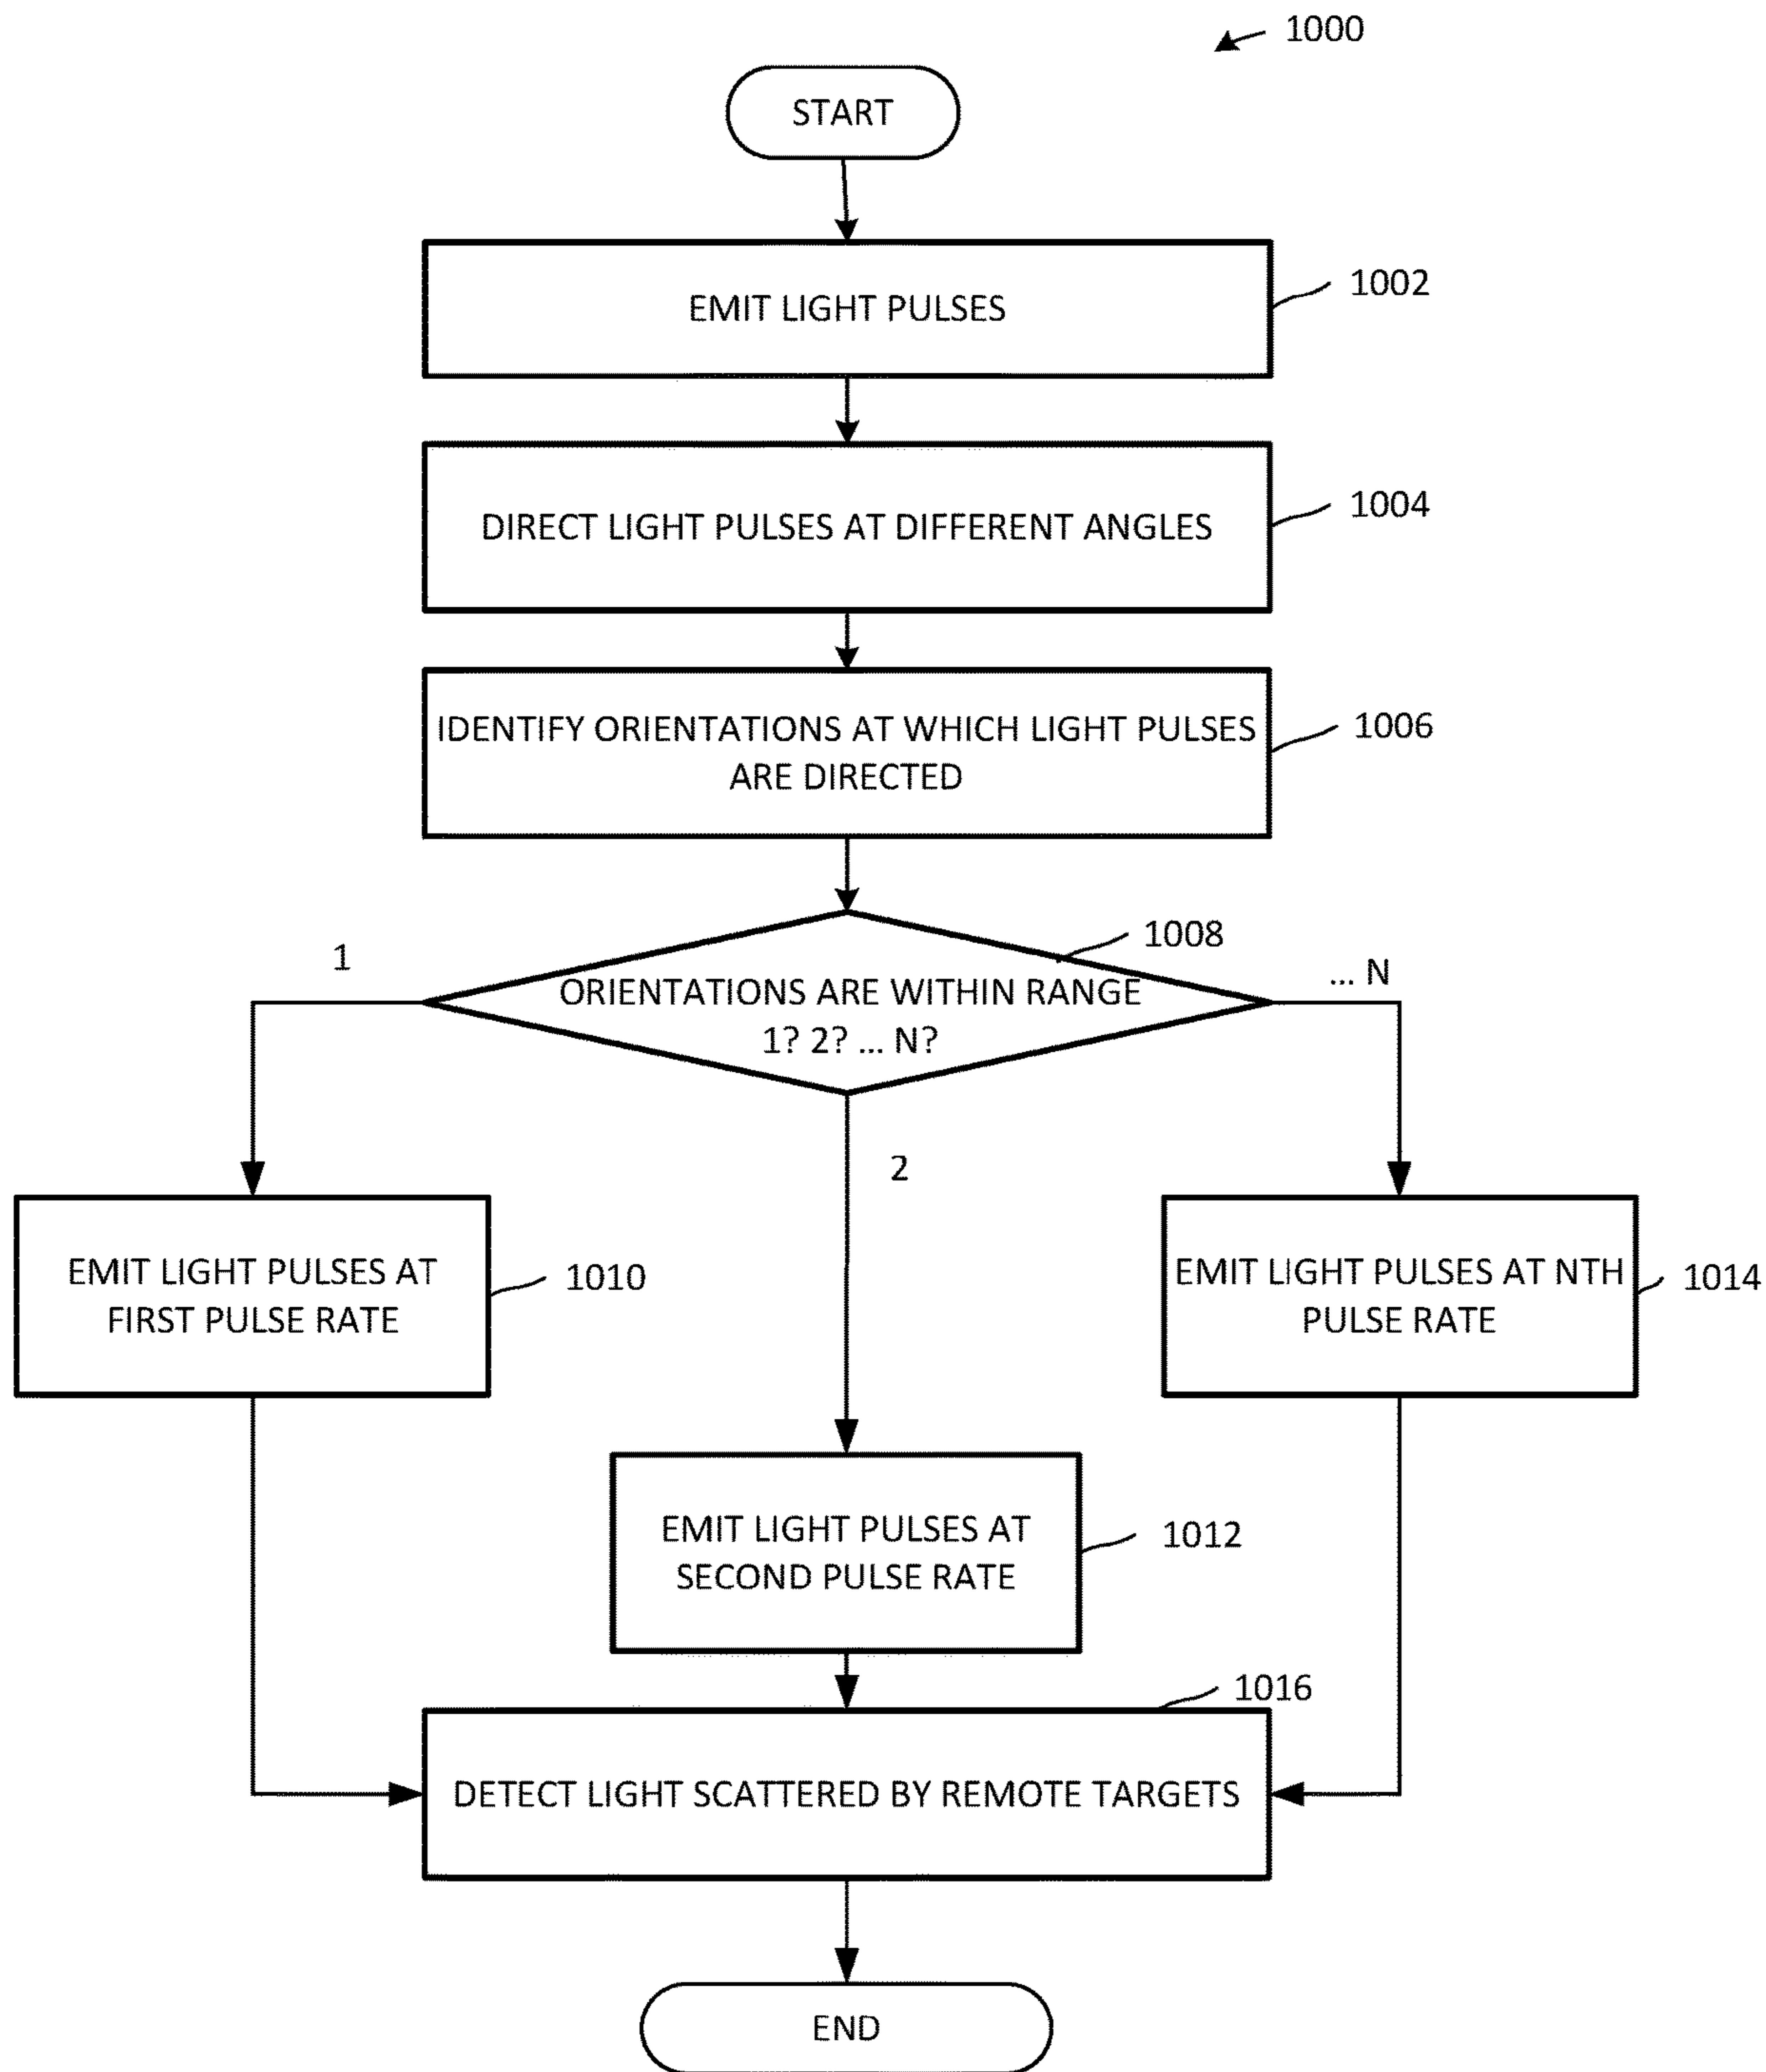 1000
START
EMIT LIGHT PULSES
1002
DIRECT LIGHT PULSES AT DIFFERENT ANGLES
1004
IDENTIFY ORIENTATIONS AT WHICH LIGHT PULSES
ARE DIRECTED
1006
1008
ORIENTATIONS ARE WITHIN RANGE
1? 2? ... N?
1
2
... N
EMIT LIGHT PULSES AT
FIRST PULSE RATE
1010
EMIT LIGHT PULSES AT NTH
PULSE RATE
1014
EMIT LIGHT PULSES AT
SECOND PULSE RATE
1012
1016
DETECT LIGHT SCATTERED BY REMOTE TARGETS
END